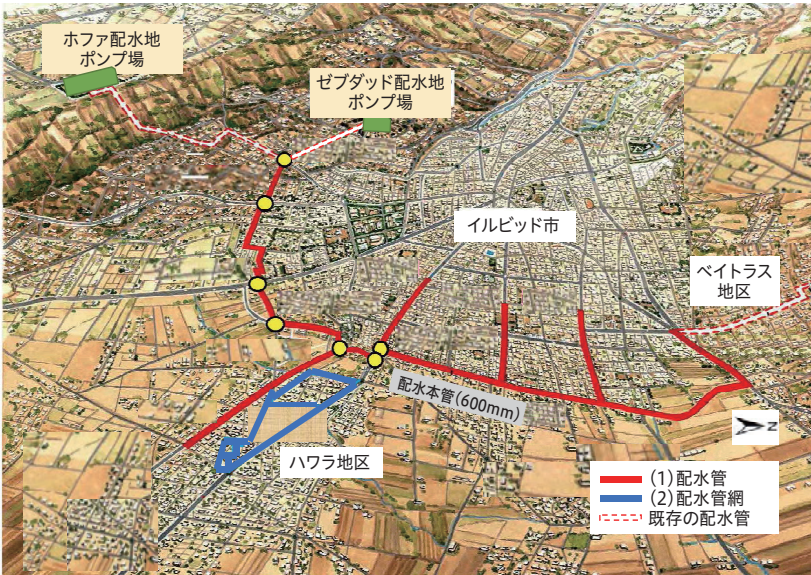 ホファ配水地
ポンプ場
ゼブダッド配水地
ポンプ場
イルビッド市
ベイトラス
地区
配水本管(600mm)
ハワラ地区
N
(1)配水管
(2)配水管網
既存の配水管